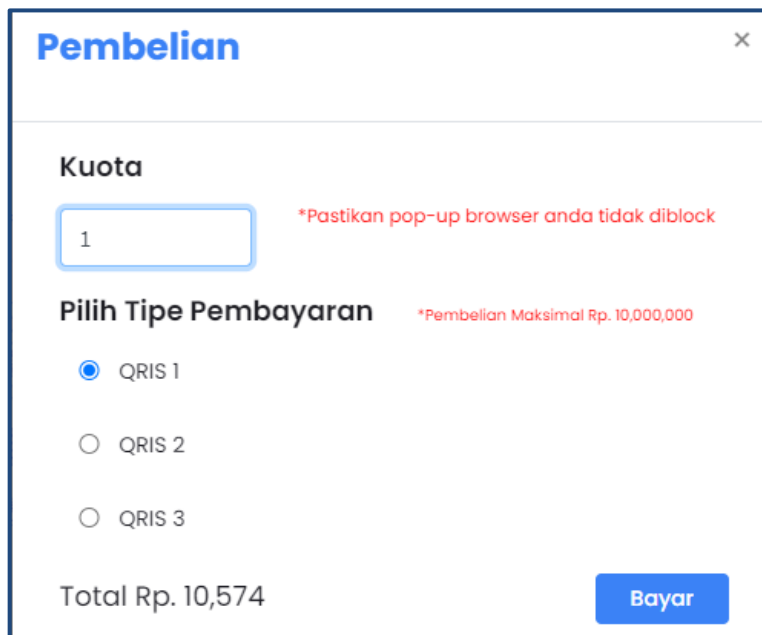 Pembelian
×
Kuota
1
*Pastikan pop-up browser anda tidak diblock
Pilih Tipe Pembayaran
*Pembelian Maksimal Rp. 10,000,000
QRIS 1
QRIS 2
QRIS 3
Total Rp. 10,574
Bayar